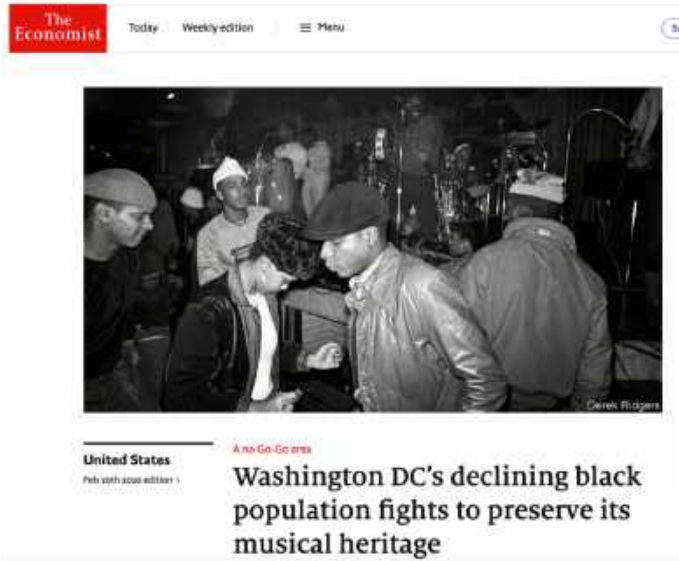 The
Economist
Today Weekly edition Menu
Derek Ridgers
United States
A no Go-Go area
Washington DC's declining black
population fights to preserve its
musical heritage